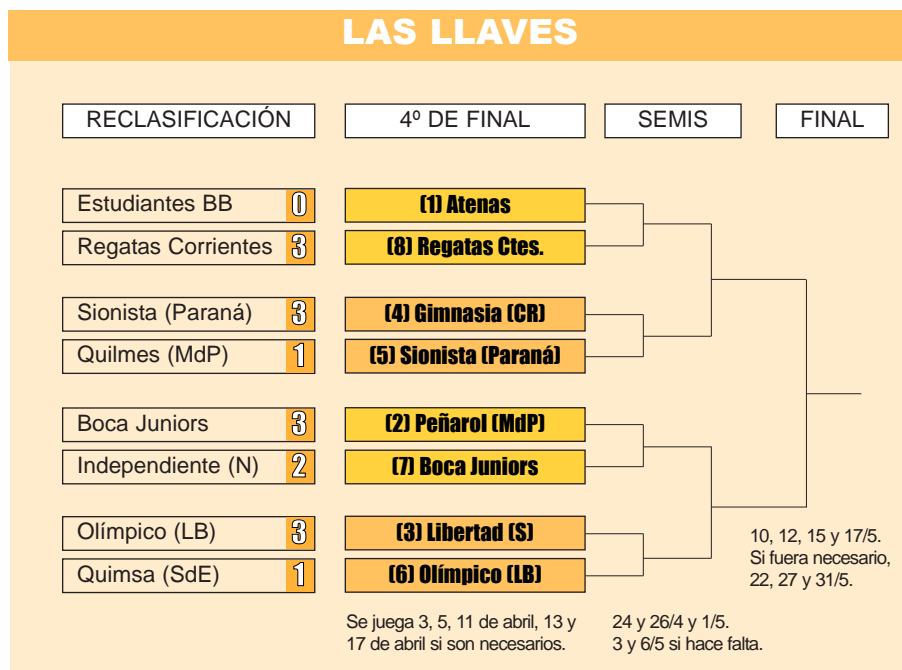 LAS LLAVES
RECLASIFICACIÓN
4º DE FINAL
SEMIS
FINAL
Estudiantes BB 0
(1) Atenas
Regatas Corrientes 3
(8) Regatas Ctes.
Sionista (Paraná) 3
(4) Gimnasia (CR)
Quilmes (MdP) 1
(5) Sionista (Paraná)
Boca Juniors 3
(2) Peñarol (MdP)
Independiente (N) 2
(7) Boca Juniors
Olímpico (LB) 3
(3) Libertad (S)
Quimsa (SdE) 1
(6) Olímpico (LB)
10, 12, 15 y 17/5.
Si fuera necesario,
22, 27 y 31/5.
Se juega 3, 5, 11 de abril, 13 y
17 de abril si son necesarios.
24 y 26/4 y 1/5.
3 y 6/5 si hace falta.